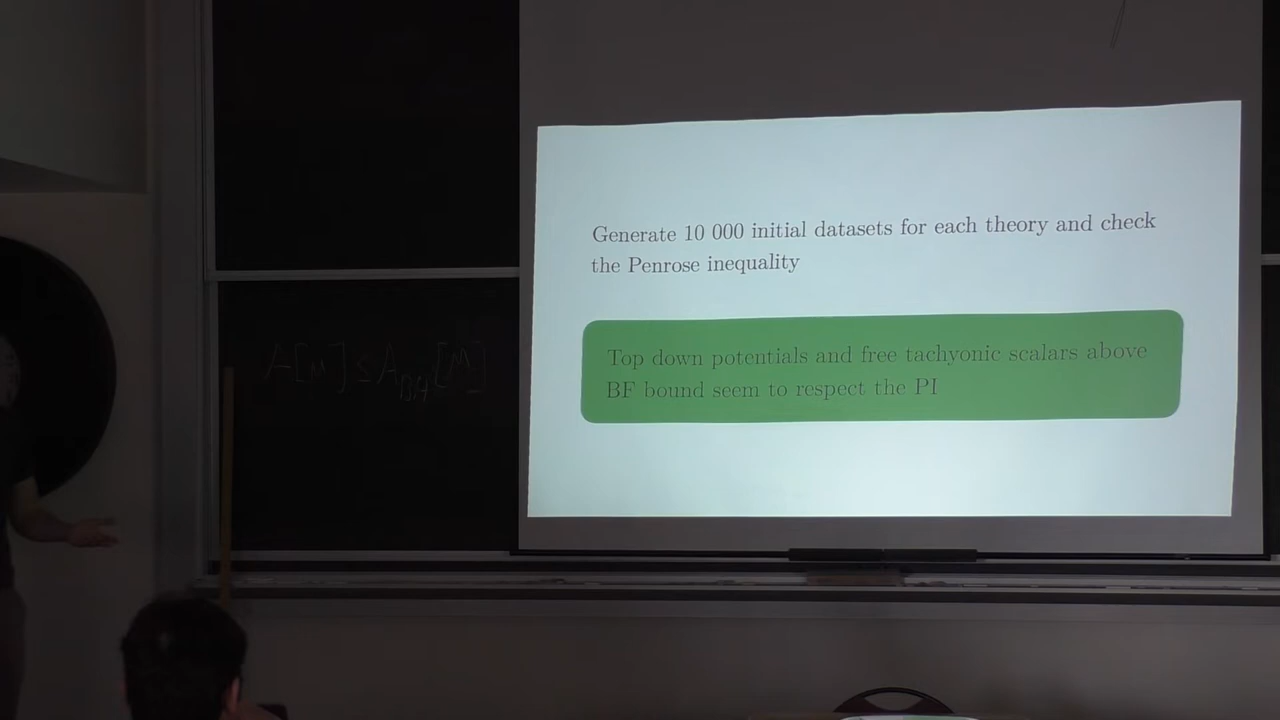 A[M] ≤ A_BH[M]
Generate 10 000 initial datasets for each theory and check
the Penrose inequality
Top down potentials and free tachyonic scalars above
BF bound seem to respect the PI